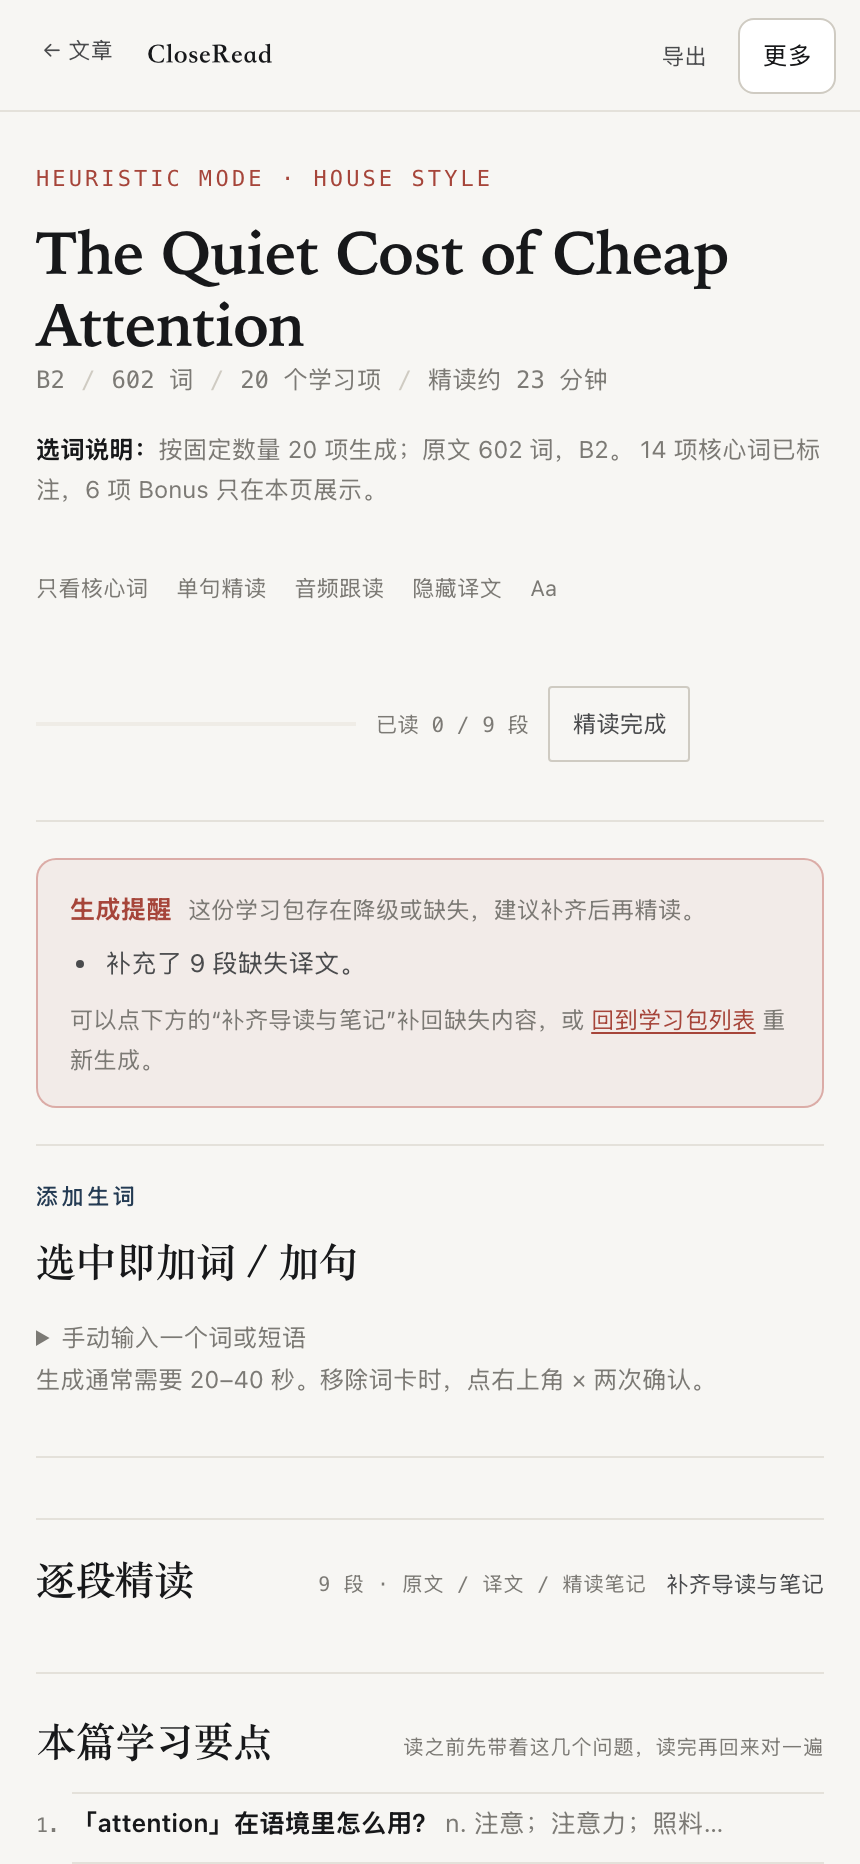 ← 文章 CloseRead 导出 更多
HEURISTIC MODE · HOUSE STYLE
The Quiet Cost of Cheap
Attention
B2 / 602 词 / 20 个学习项 / 精读约 23 分钟
选词说明：按固定数量 20 项生成；原文 602 词，B2。 14 项核心词已标
注，6 项 Bonus 只在本页展示。
只看核心词 单句精读 音频跟读 隐藏译文 Aa
已读 0 / 9 段 精读完成
生成提醒 这份学习包存在降级或缺失，建议补齐后再精读。
• 补充了 9 段缺失译文。
可以点下方的“补齐导读与笔记”补回缺失内容，或 回到学习包列表 重
新生成。
添加生词
选中即加词 / 加句
▶ 手动输入一个词或短语
生成通常需要 20–40 秒。移除词卡时，点右上角 × 两次确认。
逐段精读 9 段 · 原文 / 译文 / 精读笔记 补齐导读与笔记
本篇学习要点 读之前先带着这几个问题，读完再回来对一遍
1. 「attention」在语境里怎么用？ n. 注意；注意力；照料...